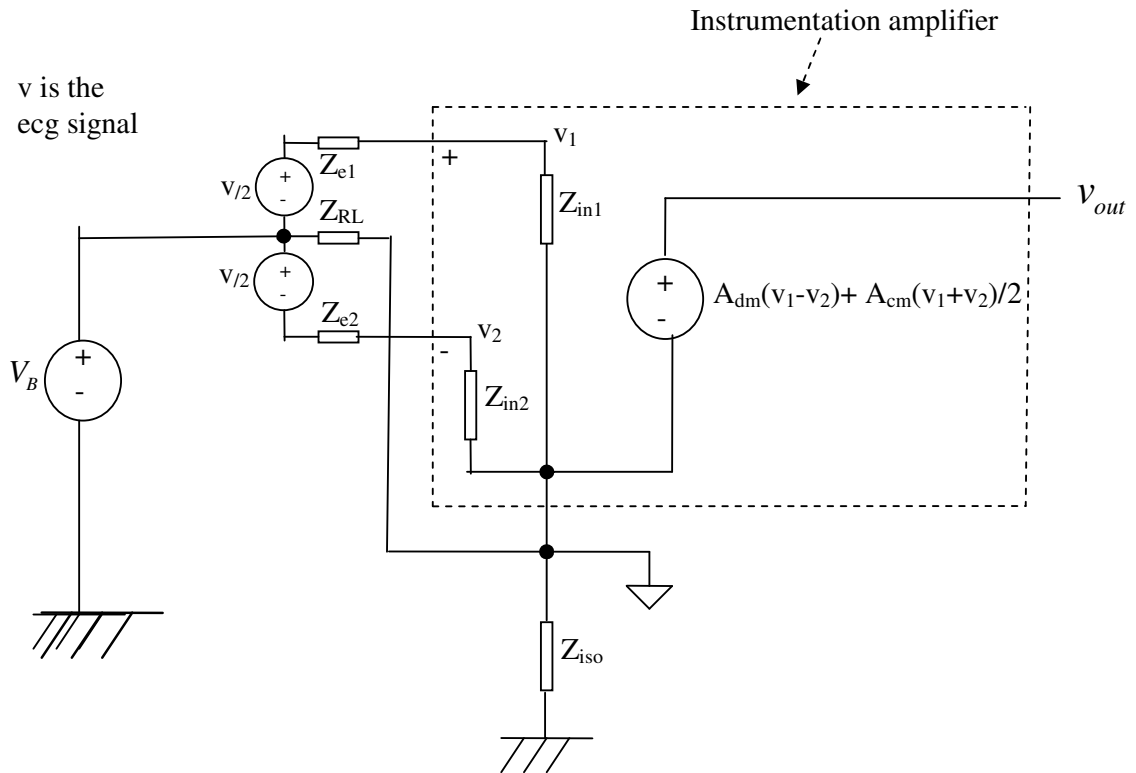 Instrumentation amplifier
v is the
ecg signal
v1
+
Ze1
+
v/2
-
Zin1
ZRL
vout
+
v/2
-
+
Adm(v1-v2)+ Acm(v1+v2)/2
-
Ze2
v2
-
+
VB
-
Zin2
Ziso